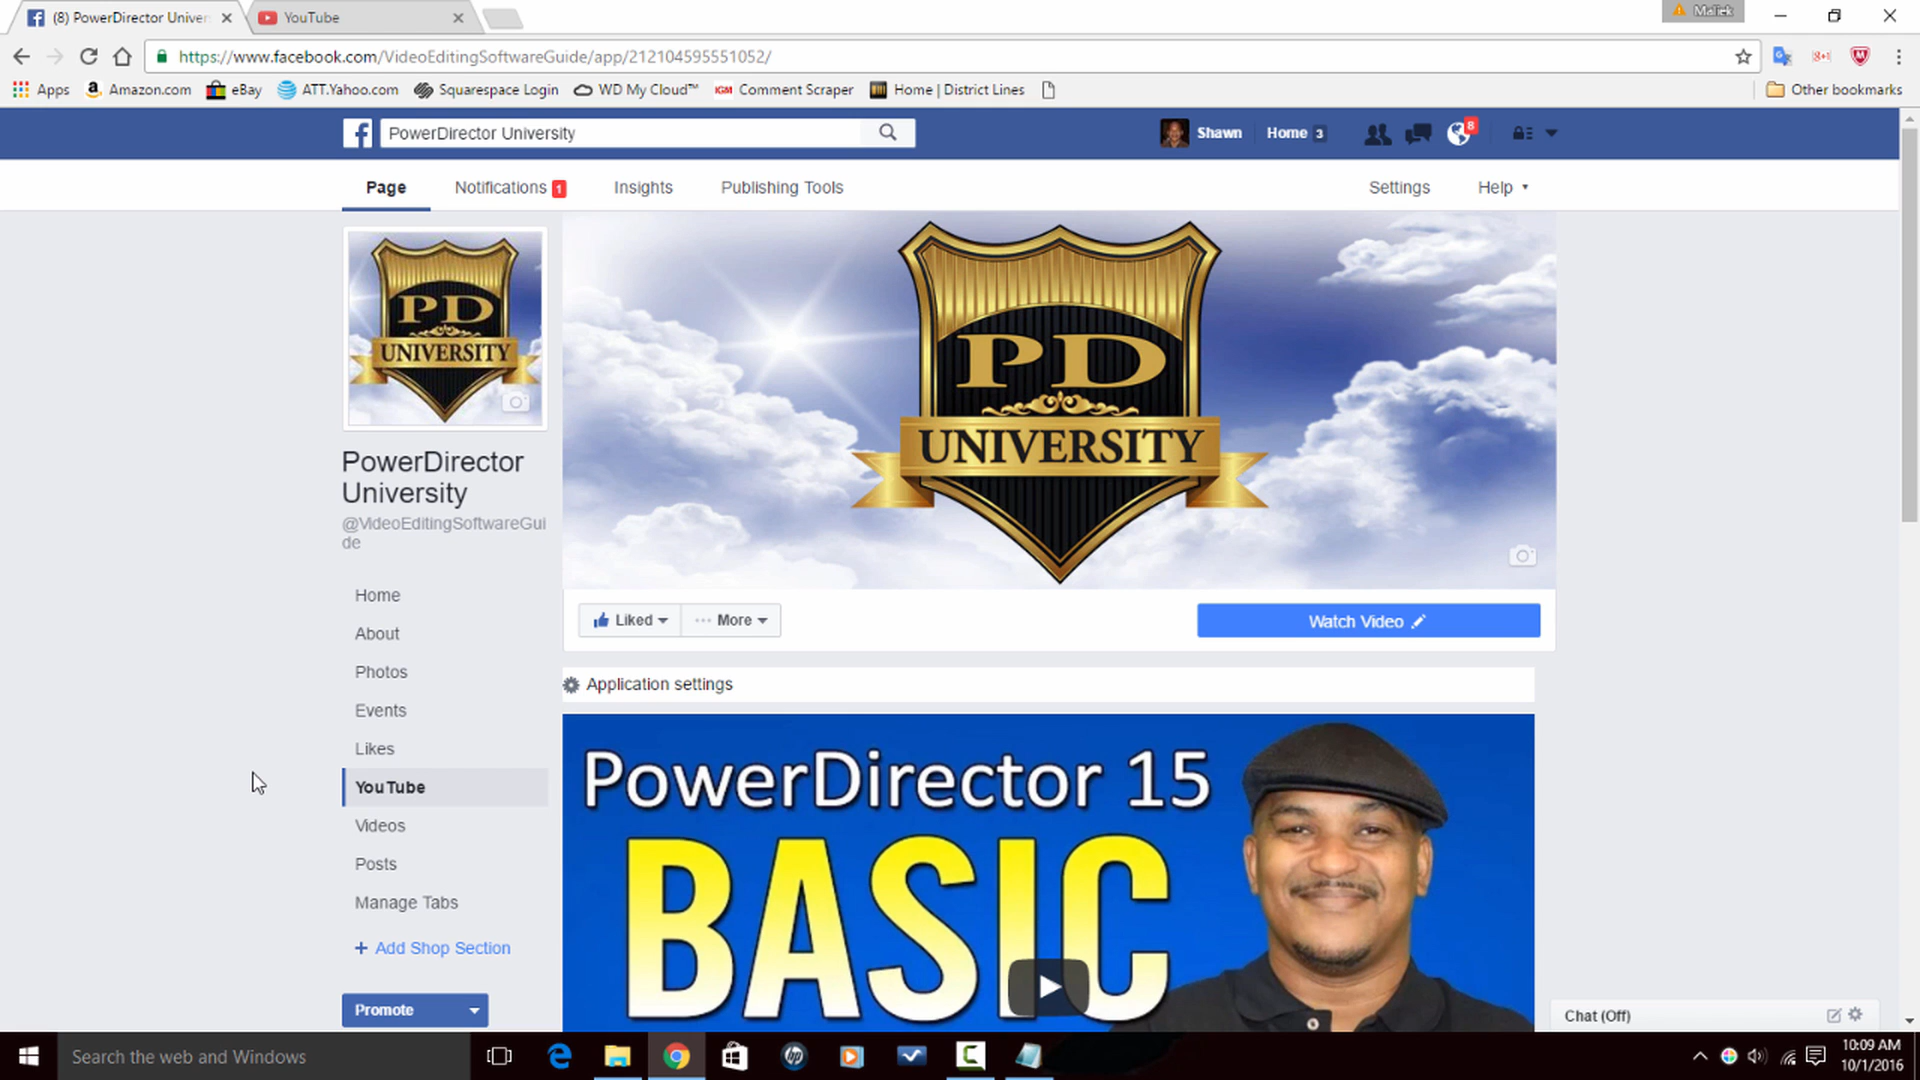 (8) PowerDirector Univer
YouTube
Maliek
https://www.facebook.com/VideoEditingSoftwareGuide/app/212104595551052/
Apps
Amazon.com
eBay
ATT.Yahoo.com
Squarespace Login
WD My Cloud™
IGM
Comment Scraper
Home | District Lines
Other bookmarks
PowerDirector University
Shawn
Home 3
8
Page
Notifications 1
Insights
Publishing Tools
Settings
Help
PD
UNIVERSITY
PD
UNIVERSITY
PowerDirector
University
@VideoEditingSoftwareGui
de
Home
About
Photos
Events
Likes
YouTube
Videos
Posts
Manage Tabs
+ Add Shop Section
Promote
Liked
More
Watch Video
Application settings
PowerDirector 15
BASIC
Chat (Off)
Search the web and Windows
hp
10:09 AM
10/1/2016